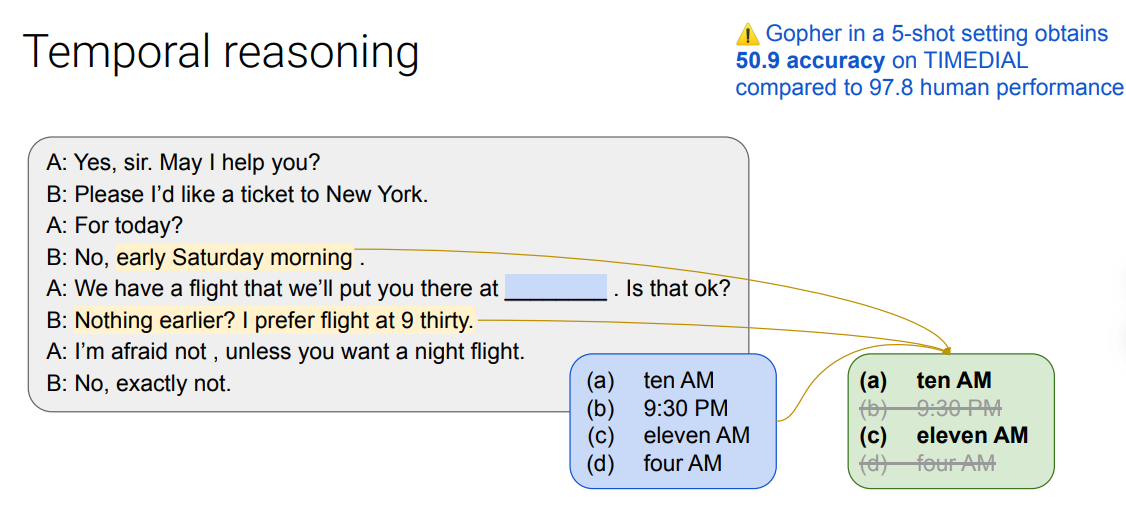 Temporal reasoning
⚠️ Gopher in a 5-shot setting obtains
50.9 accuracy on TIMEDIAL
compared to 97.8 human performance
A: Yes, sir. May I help you?
B: Please I’d like a ticket to New York.
A: For today?
B: No, early Saturday morning .
A: We have a flight that we’ll put you there at ________ . Is that ok?
B: Nothing earlier? I prefer flight at 9 thirty.
A: I’m afraid not , unless you want a night flight.
B: No, exactly not.
(a) ten AM
(b) 9:30 PM
(c) eleven AM
(d) four AM
(a) ten AM
(b) 9:30 PM
(c) eleven AM
(d) four AM